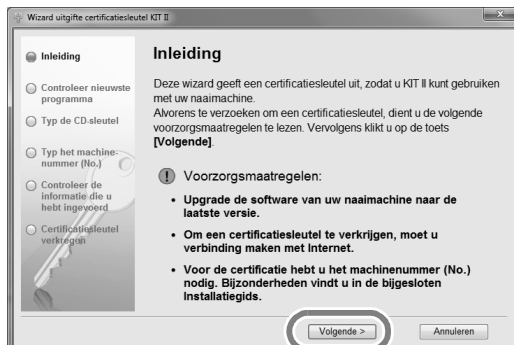 Wizard uitgifte certificatiesleutel KIT II
Inleiding
Controleer nieuwste
programma
Typ de CD-sleutel
Typ het machine-
nummer (No.)
Controleer de
informatie die u
hebt ingevoerd
Certificatiesleutel
verkregen
Inleiding
Deze wizard geeft een certificatiesleutel uit, zodat u KIT II kunt gebruiken
met uw naaimachine.
Alvorens te verzoeken om een certificatiesleutel, dient u de volgende
voorzorgsmaatregelen te lezen. Vervolgens klikt u op de toets
[Volgende].
Voorzorgsmaatregelen:
• Upgrade de software van uw naaimachine naar de
laatste versie.
• Om een certificatiesleutel te verkrijgen, moet u
verbinding maken met Internet.
• Voor de certificatie hebt u het machinenummer (No.)
nodig. Bijzonderheden vindt u in de bijgesloten
Installatiegids.
Volgende >
Annuleren